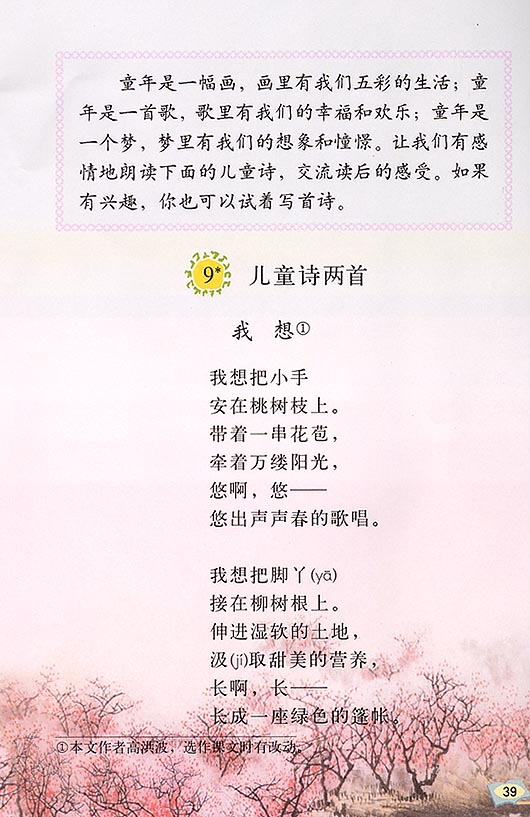 童年是一幅画，画里有我们五彩的生活；童
年是一首歌，歌里有我们的幸福和欢乐；童年是
一个梦，梦里有我们的想象和憧憬。让我们有感
情地朗读下面的儿童诗，交流读后的感受。如果
有兴趣，你也可以试着写首诗。
9* 儿童诗两首
我 想①
我想把小手
安在桃树枝上。
带着一串花苞，
牵着万缕阳光，
悠啊，悠——
悠出声声春的歌唱。
我想把脚丫(yā)
接在柳树根上。
伸进湿软的土地，
汲(jí)取甜美的营养，
长啊，长——
长成一座绿色的篷帐。
①本文作者高洪波，选作课文时有改动。
39